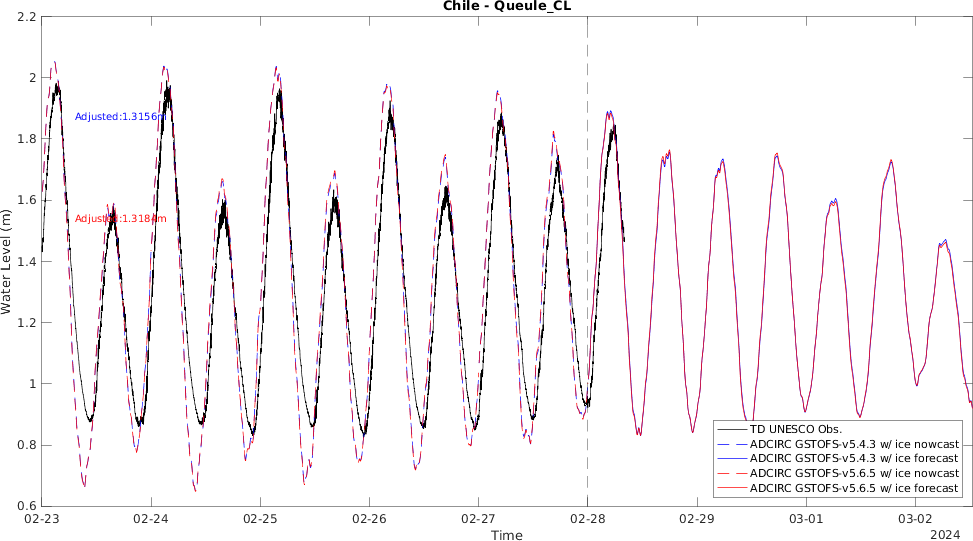 Chile - Queule_CL
2.2
2
1.8
1.6
1.4
1.2
1
0.8
0.6
Water Level (m)
Adjusted:1.3156m
Adjusted:1.3184m
TD UNESCO Obs.
ADCIRC GSTOFS-v5.4.3 w/ ice nowcast
ADCIRC GSTOFS-v5.4.3 w/ ice forecast
ADCIRC GSTOFS-v5.6.5 w/ ice nowcast
ADCIRC GSTOFS-v5.6.5 w/ ice forecast
02-23 02-24 02-25 02-26 02-27 02-28 02-29 03-01 03-02
Time
2024